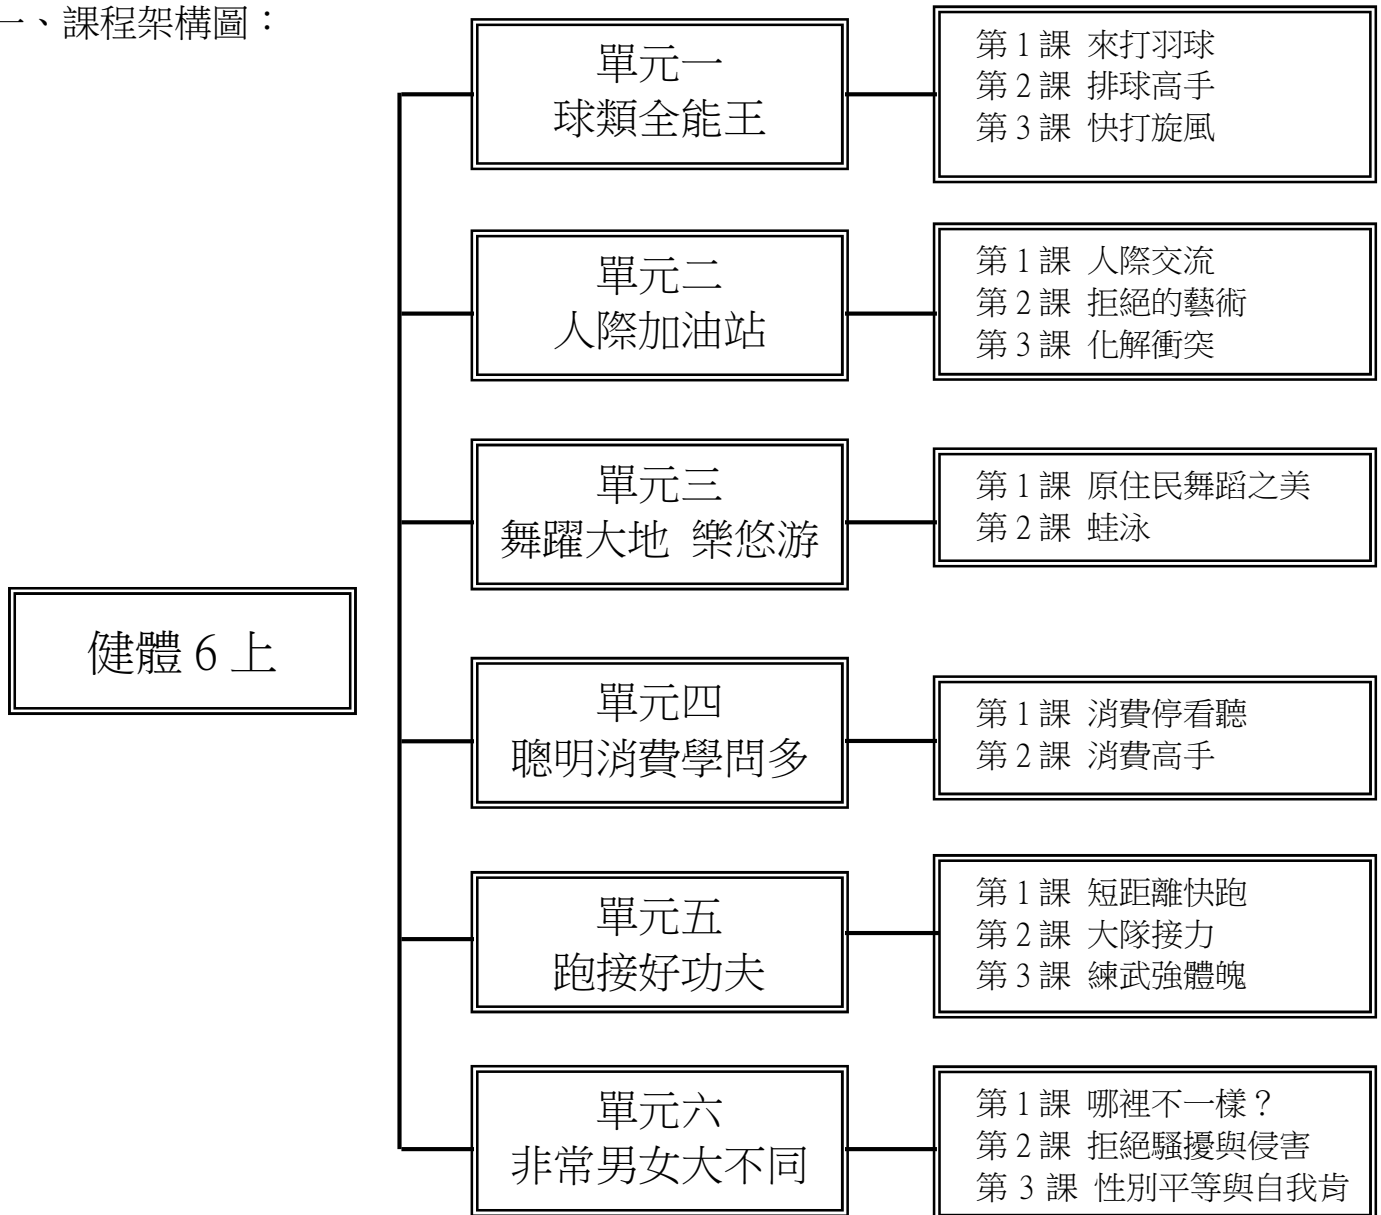 一、課程架構圖：
單元一
球類全能王
第 1 課 來打羽球
第 2 課 排球高手
第 3 課 快打旋風
單元二
人際加油站
第 1 課 人際交流
第 2 課 拒絕的藝術
第 3 課 化解衝突
單元三
舞躍大地 樂悠游
第 1 課 原住民舞蹈之美
第 2 課 蛙泳
健體 6 上
單元四
聰明消費學問多
第 1 課 消費停看聽
第 2 課 消費高手
單元五
跑接好功夫
第 1 課 短距離快跑
第 2 課 大隊接力
第 3 課 練武強體魄
單元六
非常男女大不同
第 1 課 哪裡不一樣？
第 2 課 拒絕騷擾與侵害
第 3 課 性別平等與自我肯